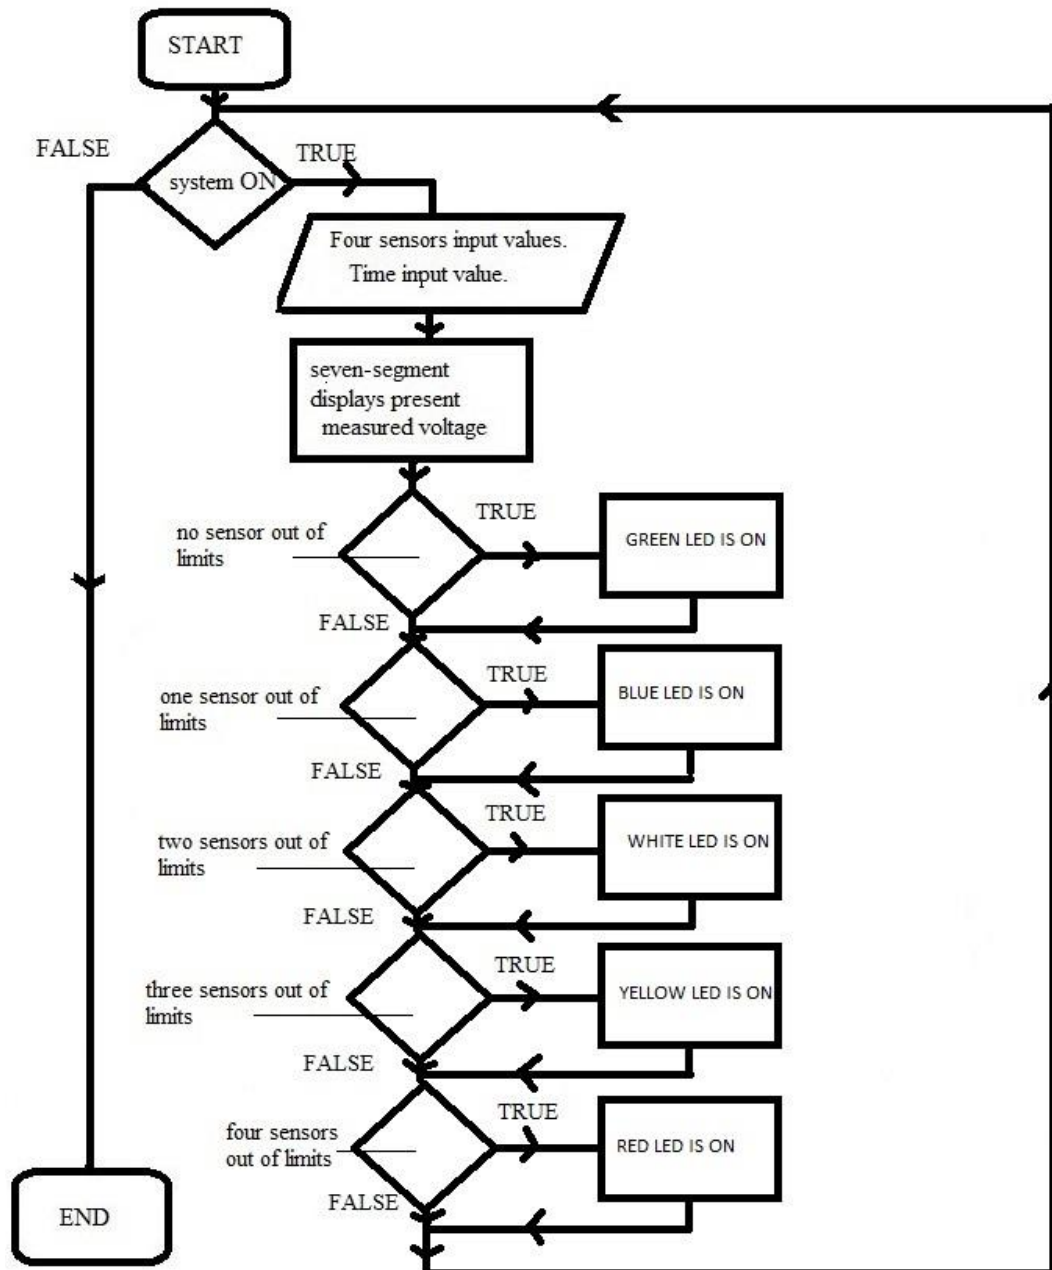 START
FALSE
TRUE
system ON
Four sensors input values.
Time input value.
seven-segment
displays present
measured voltage
no sensor out of
limits
TRUE
GREEN LED IS ON
FALSE
one sensor out of
limits
TRUE
BLUE LED IS ON
FALSE
two sensors out of
limits
TRUE
WHITE LED IS ON
FALSE
three sensors out of
limits
TRUE
YELLOW LED IS ON
FALSE
four sensors
out of limits
TRUE
RED LED IS ON
FALSE
END